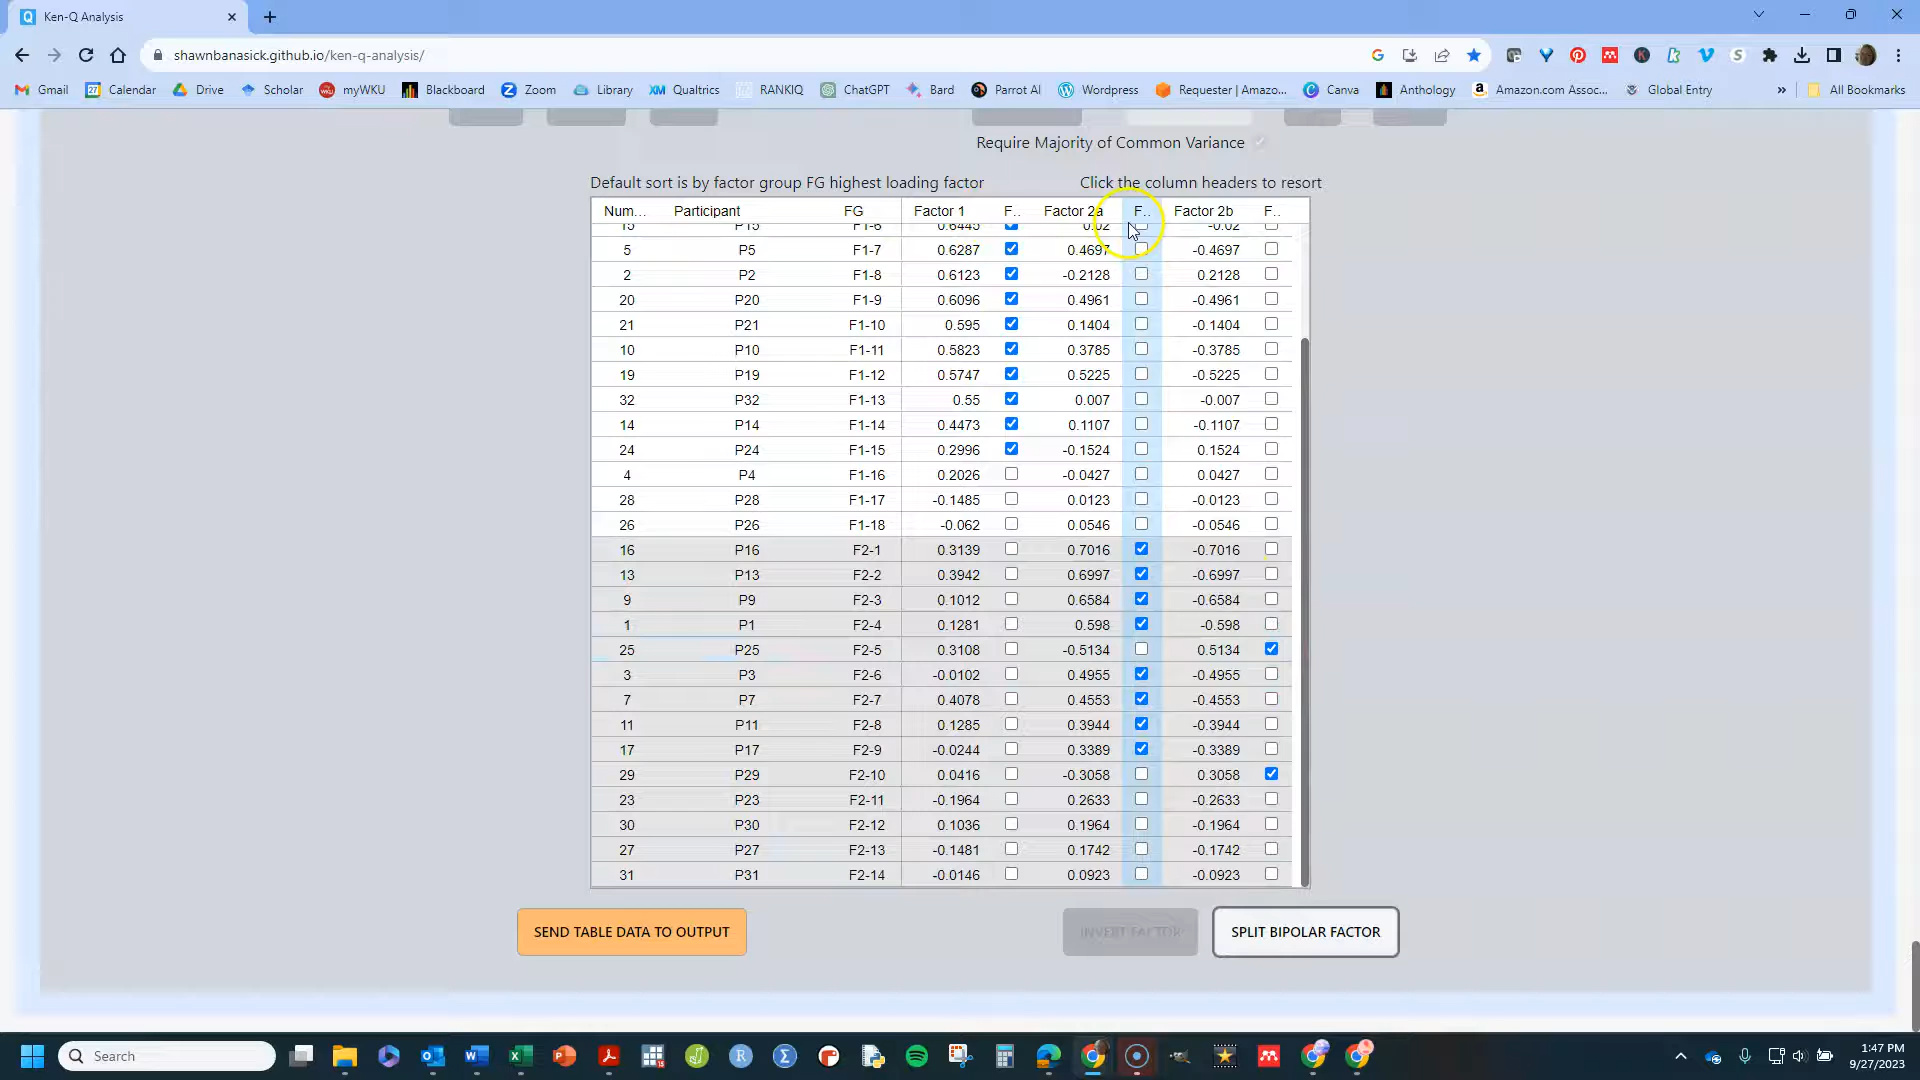 Ken-Q Analysis
shawnbanasick.github.io/ken-q-analysis/
Gmail Calendar Drive Scholar myWKU Blackboard Zoom Library Qualtrics RANKIQ ChatGPT Bard Parrot AI Wordpress Requester | Amazo... Canva Anthology Amazon.com Assoc... Global Entry » All Bookmarks
Require Majority of Common Variance
Default sort is by factor group FG highest loading factor Click the column headers to resort
Num... Participant FG Factor 1 F.. Factor 2a F.. Factor 2b F..
15 P15 F1-6 0.6445 0.02 -0.02
5 P5 F1-7 0.6287 0.4697 -0.4697
2 P2 F1-8 0.6123 -0.2128 0.2128
20 P20 F1-9 0.6096 0.4961 -0.4961
21 P21 F1-10 0.595 0.1404 -0.1404
10 P10 F1-11 0.5823 0.3785 -0.3785
19 P19 F1-12 0.5747 0.5225 -0.5225
32 P32 F1-13 0.55 0.007 -0.007
14 P14 F1-14 0.4473 0.1107 -0.1107
24 P24 F1-15 0.2996 -0.1524 0.1524
4 P4 F1-16 0.2026 -0.0427 0.0427
28 P28 F1-17 -0.1485 0.0123 -0.0123
26 P26 F1-18 -0.062 0.0546 -0.0546
16 P16 F2-1 0.3139 0.7016 -0.7016
13 P13 F2-2 0.3942 0.6997 -0.6997
9 P9 F2-3 0.1012 0.6584 -0.6584
1 P1 F2-4 0.1281 0.598 -0.598
25 P25 F2-5 0.3108 -0.5134 0.5134
3 P3 F2-6 -0.0102 0.4955 -0.4955
7 P7 F2-7 0.4078 0.4553 -0.4553
11 P11 F2-8 0.1285 0.3944 -0.3944
17 P17 F2-9 -0.0244 0.3389 -0.3389
29 P29 F2-10 0.0416 -0.3058 0.3058
23 P23 F2-11 -0.1964 0.2633 -0.2633
30 P30 F2-12 0.1036 0.1964 -0.1964
27 P27 F2-13 -0.1481 0.1742 -0.1742
31 P31 F2-14 -0.0146 0.0923 -0.0923
SEND TABLE DATA TO OUTPUT INVERT FACTOR SPLIT BIPOLAR FACTOR
Search
1:47 PM
9/27/2023